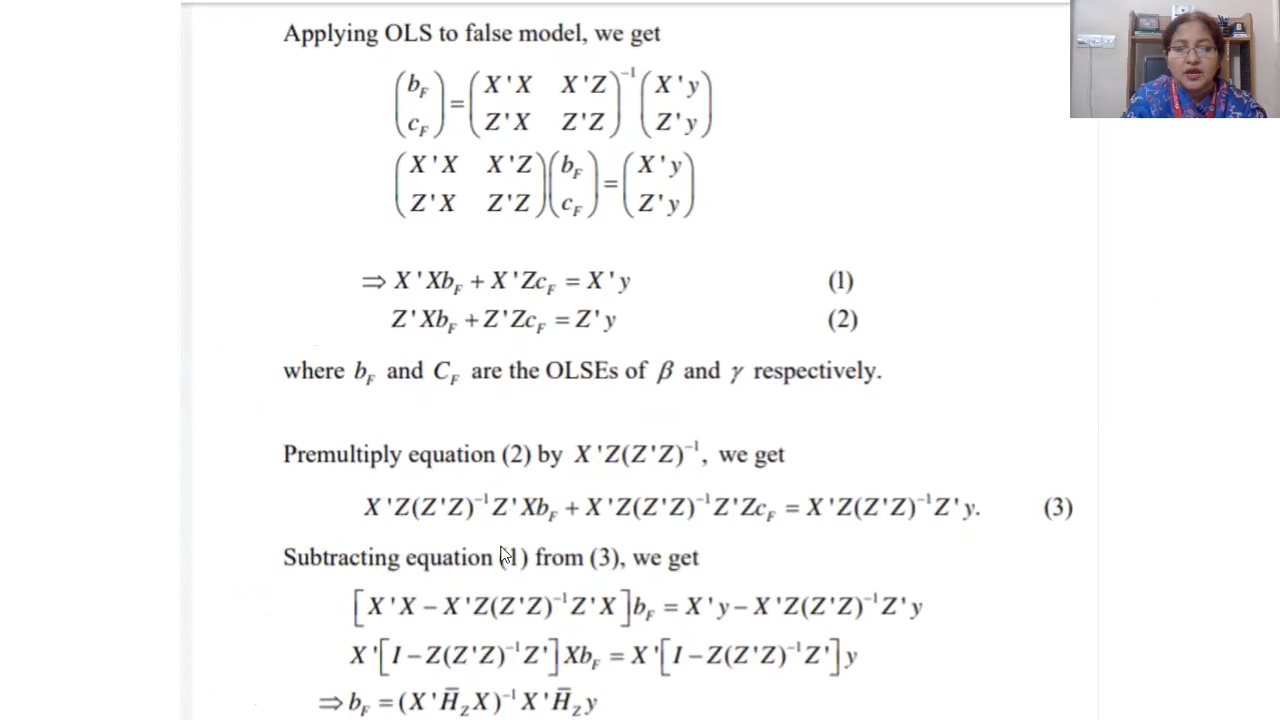 Applying OLS to false model, we get
(b_F c_F) = (X'X X'Z Z'X Z'Z)^-1 (X'y Z'y)
(X'X X'Z Z'X Z'Z)(b_F c_F) = (X'y Z'y)
⇒ X'Xb_F + X'Zc_F = X'y (1)
Z'Xb_F + Z'Zc_F = Z'y (2)
where b_F and C_F are the OLSEs of β and γ respectively.
Premultiply equation (2) by X'Z(Z'Z)^-1, we get
X'Z(Z'Z)^-1 Z'Xb_F + X'Z(Z'Z)^-1 Z'Zc_F = X'Z(Z'Z)^-1 Z'y. (3)
Subtracting equation (1) from (3), we get
[X'X − X'Z(Z'Z)^-1 Z'X]b_F = X'y − X'Z(Z'Z)^-1 Z'y
X'[I − Z(Z'Z)^-1 Z']Xb_F = X'[I − Z(Z'Z)^-1 Z']y
⇒ b_F = (X'H̄_Z X)^-1 X'H̄_Z y